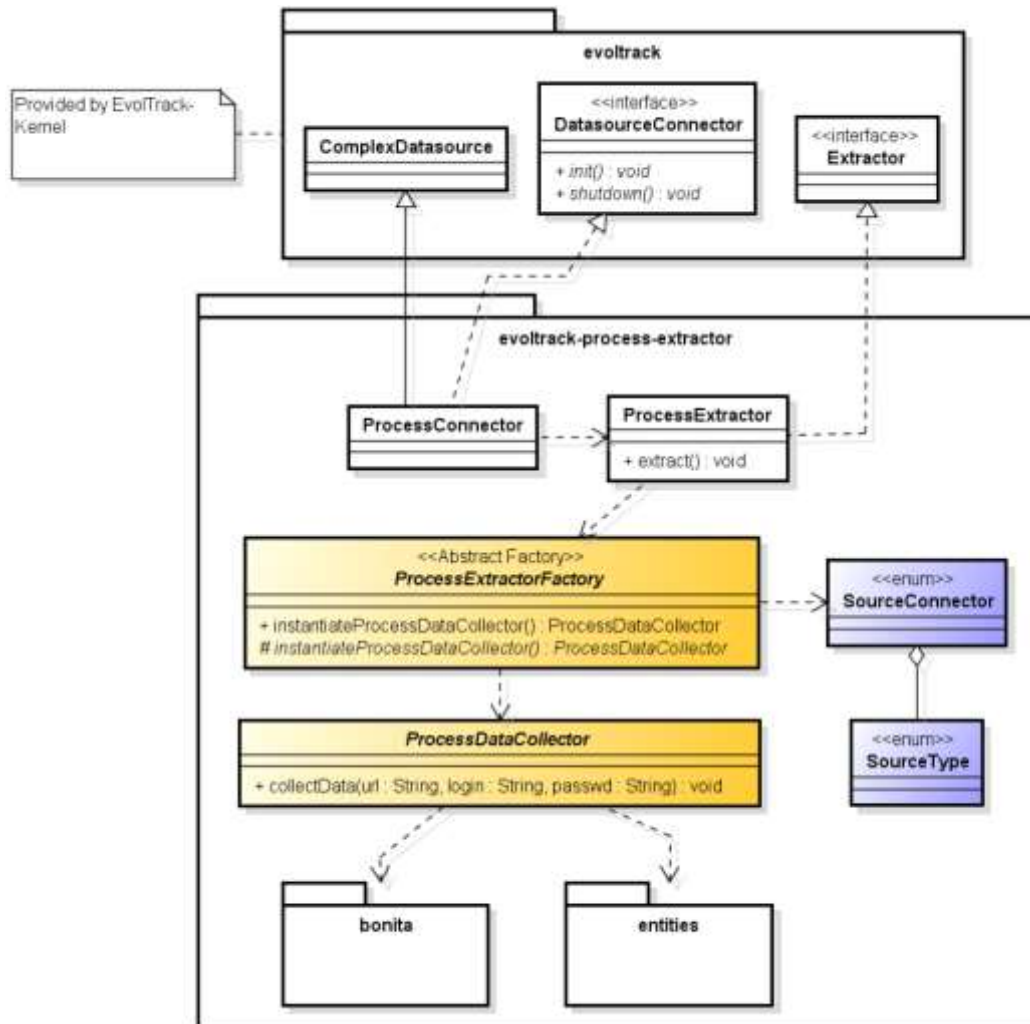 evoltrack
Provided by EvolTrack-
Kernel
ComplexDatasource
<<interface>>
DatasourceConnector
+ init() : void
+ shutdown() : void
<<interface>>
Extractor
evoltrack-process-extractor
ProcessConnector
ProcessExtractor
+ extract() : void
<<Abstract Factory>>
ProcessExtractorFactory
+ instantiateProcessDataCollector() : ProcessDataCollector
# instantiateProcessDataCollector() : ProcessDataCollector
<<enum>>
SourceConnector
ProcessDataCollector
+ collectData(url : String, login : String, passwd : String) : void
<<enum>>
SourceType
bonita
entities